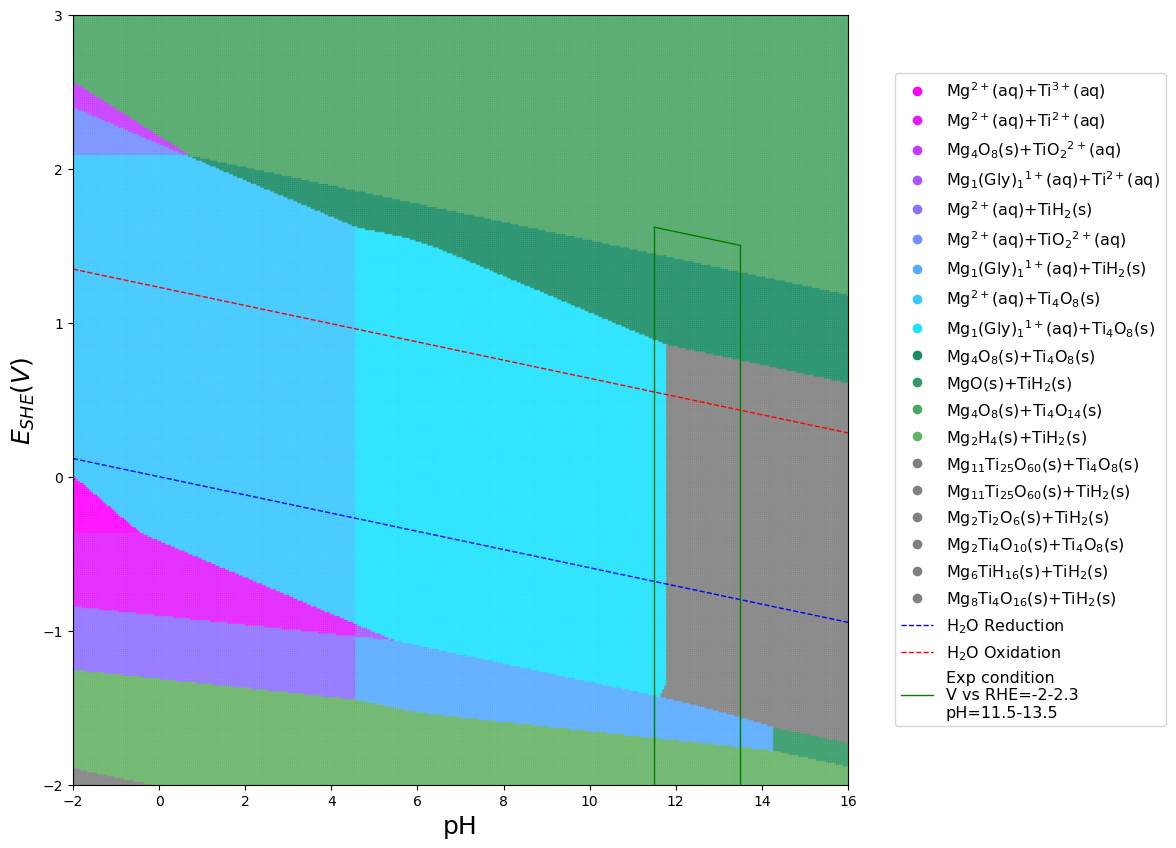 3
2
1
0
−1
−2
E_SHE(V)
−2 0 2 4 6 8 10 12 14 16
pH
Mg²⁺(aq)+Ti³⁺(aq)
Mg²⁺(aq)+Ti²⁺(aq)
Mg₄O₈(s)+TiO₂²⁺(aq)
Mg₁(Gly)₁¹⁺(aq)+Ti²⁺(aq)
Mg²⁺(aq)+TiH₂(s)
Mg²⁺(aq)+TiO₂²⁺(aq)
Mg₁(Gly)₁¹⁺(aq)+TiH₂(s)
Mg²⁺(aq)+Ti₄O₈(s)
Mg₁(Gly)₁¹⁺(aq)+Ti₄O₈(s)
Mg₄O₈(s)+Ti₄O₈(s)
MgO(s)+TiH₂(s)
Mg₄O₈(s)+Ti₄O₁₄(s)
Mg₂H₄(s)+TiH₂(s)
Mg₁₁Ti₂₅O₆₀(s)+Ti₄O₈(s)
Mg₁₁Ti₂₅O₆₀(s)+TiH₂(s)
Mg₂Ti₂O₆(s)+TiH₂(s)
Mg₂Ti₄O₁₀(s)+Ti₄O₈(s)
Mg₆TiH₁₆(s)+TiH₂(s)
Mg₈Ti₄O₁₆(s)+TiH₂(s)
H₂O Reduction
H₂O Oxidation
Exp condition
V vs RHE=-2-2.3
pH=11.5-13.5